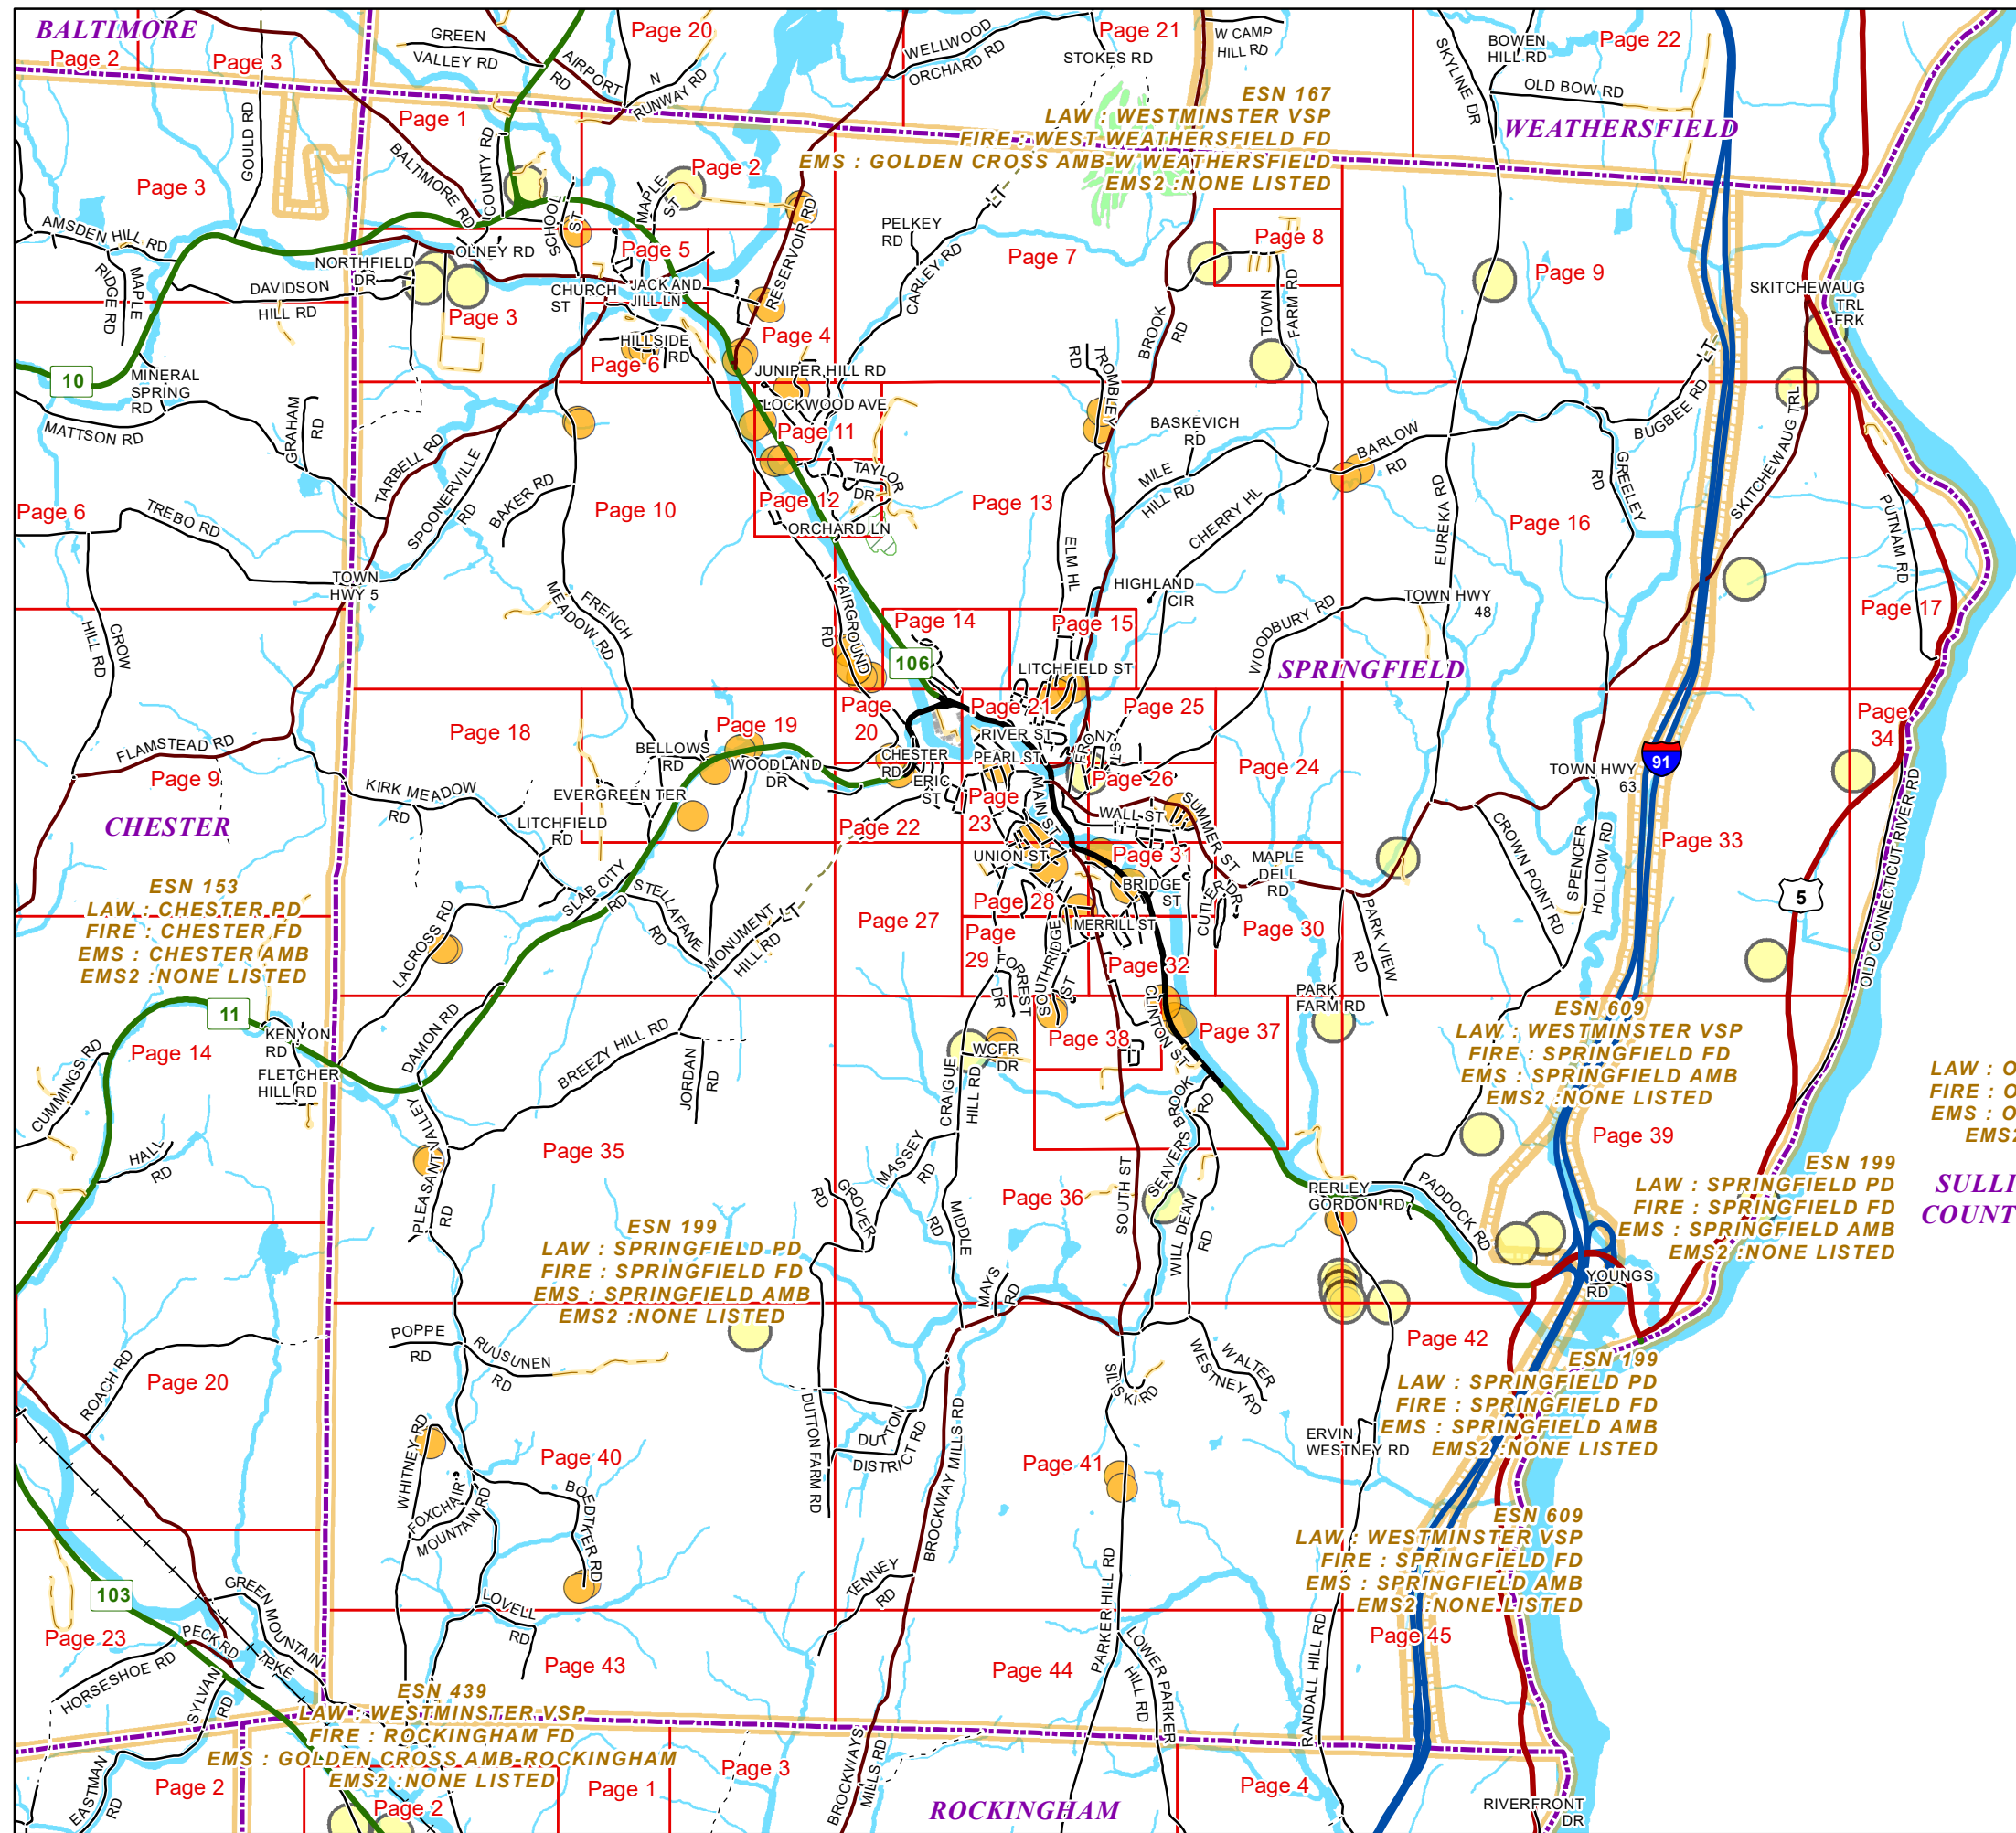 BALTIMORE
Page 2
Page 3
GREEN
VALLEY RD
RD
AIRPORT
Page 20
N
RUNWAY RD
WELLWOOD
ORCHARD RD
Page 21
STOKES RD
W CAMP
HILL RD
SKYLINE DR
BOWEN
HILL RD
Page 22
OLD BOW RD
WEATHERSFIELD
ESN 167
LAW : WESTMINSTER VSP
FIRE : WEST WEATHERSFIELD FD
EMS : GOLDEN CROSS AMB-W WEATHERSFIELD
EMS2 :NONE LISTED
GOULD RD
Page 1
BALTIMORE RD
COUNTY RD
Page 3
Page 2
MAPLE
ST
SCHOOL
ST
AMSDEN HILL RD
MAPLE
RIDGE RD
NORTHFIELD
DR
OLNEY RD
DAVIDSON
HILL RD
Page 3
CHURCH
ST
Page 5
JACK AND
JILL LN
RESERVOIR RD
PELKEY
RD
CARLEY RD
Page 7
Page 8
TOWN
FARM RD
BROOK
RD
Page 9
SKITCHEWAUG
TRL
FRK
HILLSIDE
RD
Page 6
Page 4
JUNIPER HILL RD
LOCKWOOD AVE
Page 11
10
MINERAL
SPRING
RD
MATTSON RD
GRAHAM
RD
TARBELL RD
SPOONERVILLE
RD
BAKER RD
Page 10
Page 12
TAYLOR
DR
ORCHARD LN
TROMBLEY
RD
BASKEVICH
RD
MILE
HILL RD
CHERRY HL
BARLOW
RD
BUGBEE RD
LT
LT
GREELEY
RD
SKITCHEWAUG TRL
PUTNAM RD
Page 6
TREBO RD
Page 13
ELM HL
EUREKA RD
Page 16
TOWN
HWY 5
CROW
HILL RD
FRENCH
MEADOW RD
FAIRGROUND
RD
Page 14
Page 15
HIGHLAND
CIR
WOODBURY RD
TOWN HWY
48
Page 17
106
LITCHFIELD ST
SPRINGFIELD
Page 18
Page 19
Page
20
Page 21
Page 25
Page
34
FLAMSTEAD RD
Page 9
BELLOWS
RD
WOODLAND
DR
CHESTER
RD
ERIC
ST
RIVER ST
PEARL ST
FRONT
ST
Page 26
Page 24
TOWN HWY
63
91
KIRK MEADOW
RD
EVERGREEN TER
LITCHFIELD
RD
Page 22
Page
23
MAIN ST
WALL ST
SUMMER ST
CHESTER
UNION ST
Page 31
BRIDGE
ST
MAPLE
DELL
RD
CUTLER
DR
CROWN POINT RD
SPENCER
HOLLOW RD
Page 33
5
OLD CONNECTICUT RIVER RD
ESN 153
LAW : CHESTER PD
FIRE : CHESTER FD
EMS : CHESTER AMB
EMS2 :NONE LISTED
SLAB CITY
RD
STELLAFANE
RD
LACROSS RD
MONUMENT
HILL RD
LT
Page 27
Page 28
MERRILL ST
Page
29
FORREST
DR
SOUTHRIDGE
ST
Page 32
Page 30
PARK VIEW
RD
PARK
FARM RD
11
KENYON
RD
FLETCHER
HILL RD
Page 14
CUMMINGS RD
DAMON RD
BREEZY HILL RD
JORDAN
RD
CRAIGUE
HILL RD
WCFR
DR
Page 38
CLINTON ST
Page 37
ESN 609
LAW : WESTMINSTER VSP
FIRE : SPRINGFIELD FD
EMS : SPRINGFIELD AMB
EMS2 :NONE LISTED
LAW : O
FIRE : O
EMS : O
EMS2
HALL
RD
PLEASANT VALLEY
RD
Page 35
MASSEY
RD
GROVER
RD
MIDDLE
RD
Page 36
SOUTH ST
SEAVERS BROOK
RD
WILL DEAN
RD
PERLEY
GORDON RD
PADDOCK RD
Page 39
ESN 199
LAW : SPRINGFIELD PD
FIRE : SPRINGFIELD FD
EMS : SPRINGFIELD AMB
EMS2 :NONE LISTED
SULLI
COUNT
ESN 199
LAW : SPRINGFIELD PD
FIRE : SPRINGFIELD FD
EMS : SPRINGFIELD AMB
EMS2 :NONE LISTED
MAYS
RD
YOUNGS
RD
POPPE
RD
RUUSUNEN
RD
Page 42
ROACH RD
Page 20
DUTTON FARM RD
DUTTON
DISTRICT RD
SILSKI RD
WALTER
WESTNEY RD
ESN 199
LAW : SPRINGFIELD PD
FIRE : SPRINGFIELD FD
EMS : SPRINGFIELD AMB
EMS2 :NONE LISTED
ERVIN
WESTNEY RD
WHITNEY RD
Page 40
FOXCHAIR
MOUNTAIN RD
BOEDTKER RD
BROCKWAY MILLS RD
Page 41
ESN 609
LAW : WESTMINSTER VSP
FIRE : SPRINGFIELD FD
EMS : SPRINGFIELD AMB
EMS2 :NONE LISTED
103
GREEN MOUNTAIN
TPKE
LOVELL
RD
TENNEY
RD
PARKER HILL RD
Page 23
PECK RD
HORSESHOE RD
SYLVAN
RD
Page 43
Page 44
LOWER PARKER
HILL RD
RANDALL HILL RD
Page 45
ESN 439
LAW : WESTMINSTER VSP
FIRE : ROCKINGHAM FD
EMS : GOLDEN CROSS AMB-ROCKINGHAM
EMS2 :NONE LISTED
EASTMAN
RD
Page 2
Page 2
Page 1
Page 3
BROCKWAYS
MILLS RD
ROCKINGHAM
Page 4
RIVERFRONT
DR